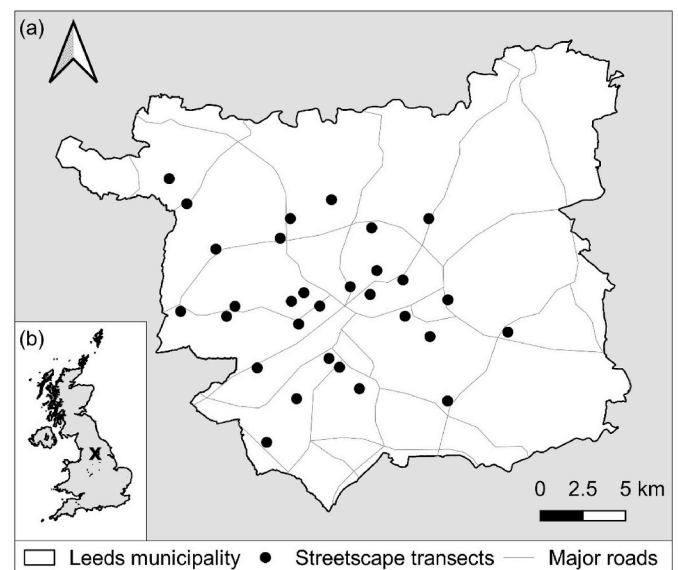 (a)
(b)
X
0 2.5 5 km
Leeds municipality Streetscape transects Major roads